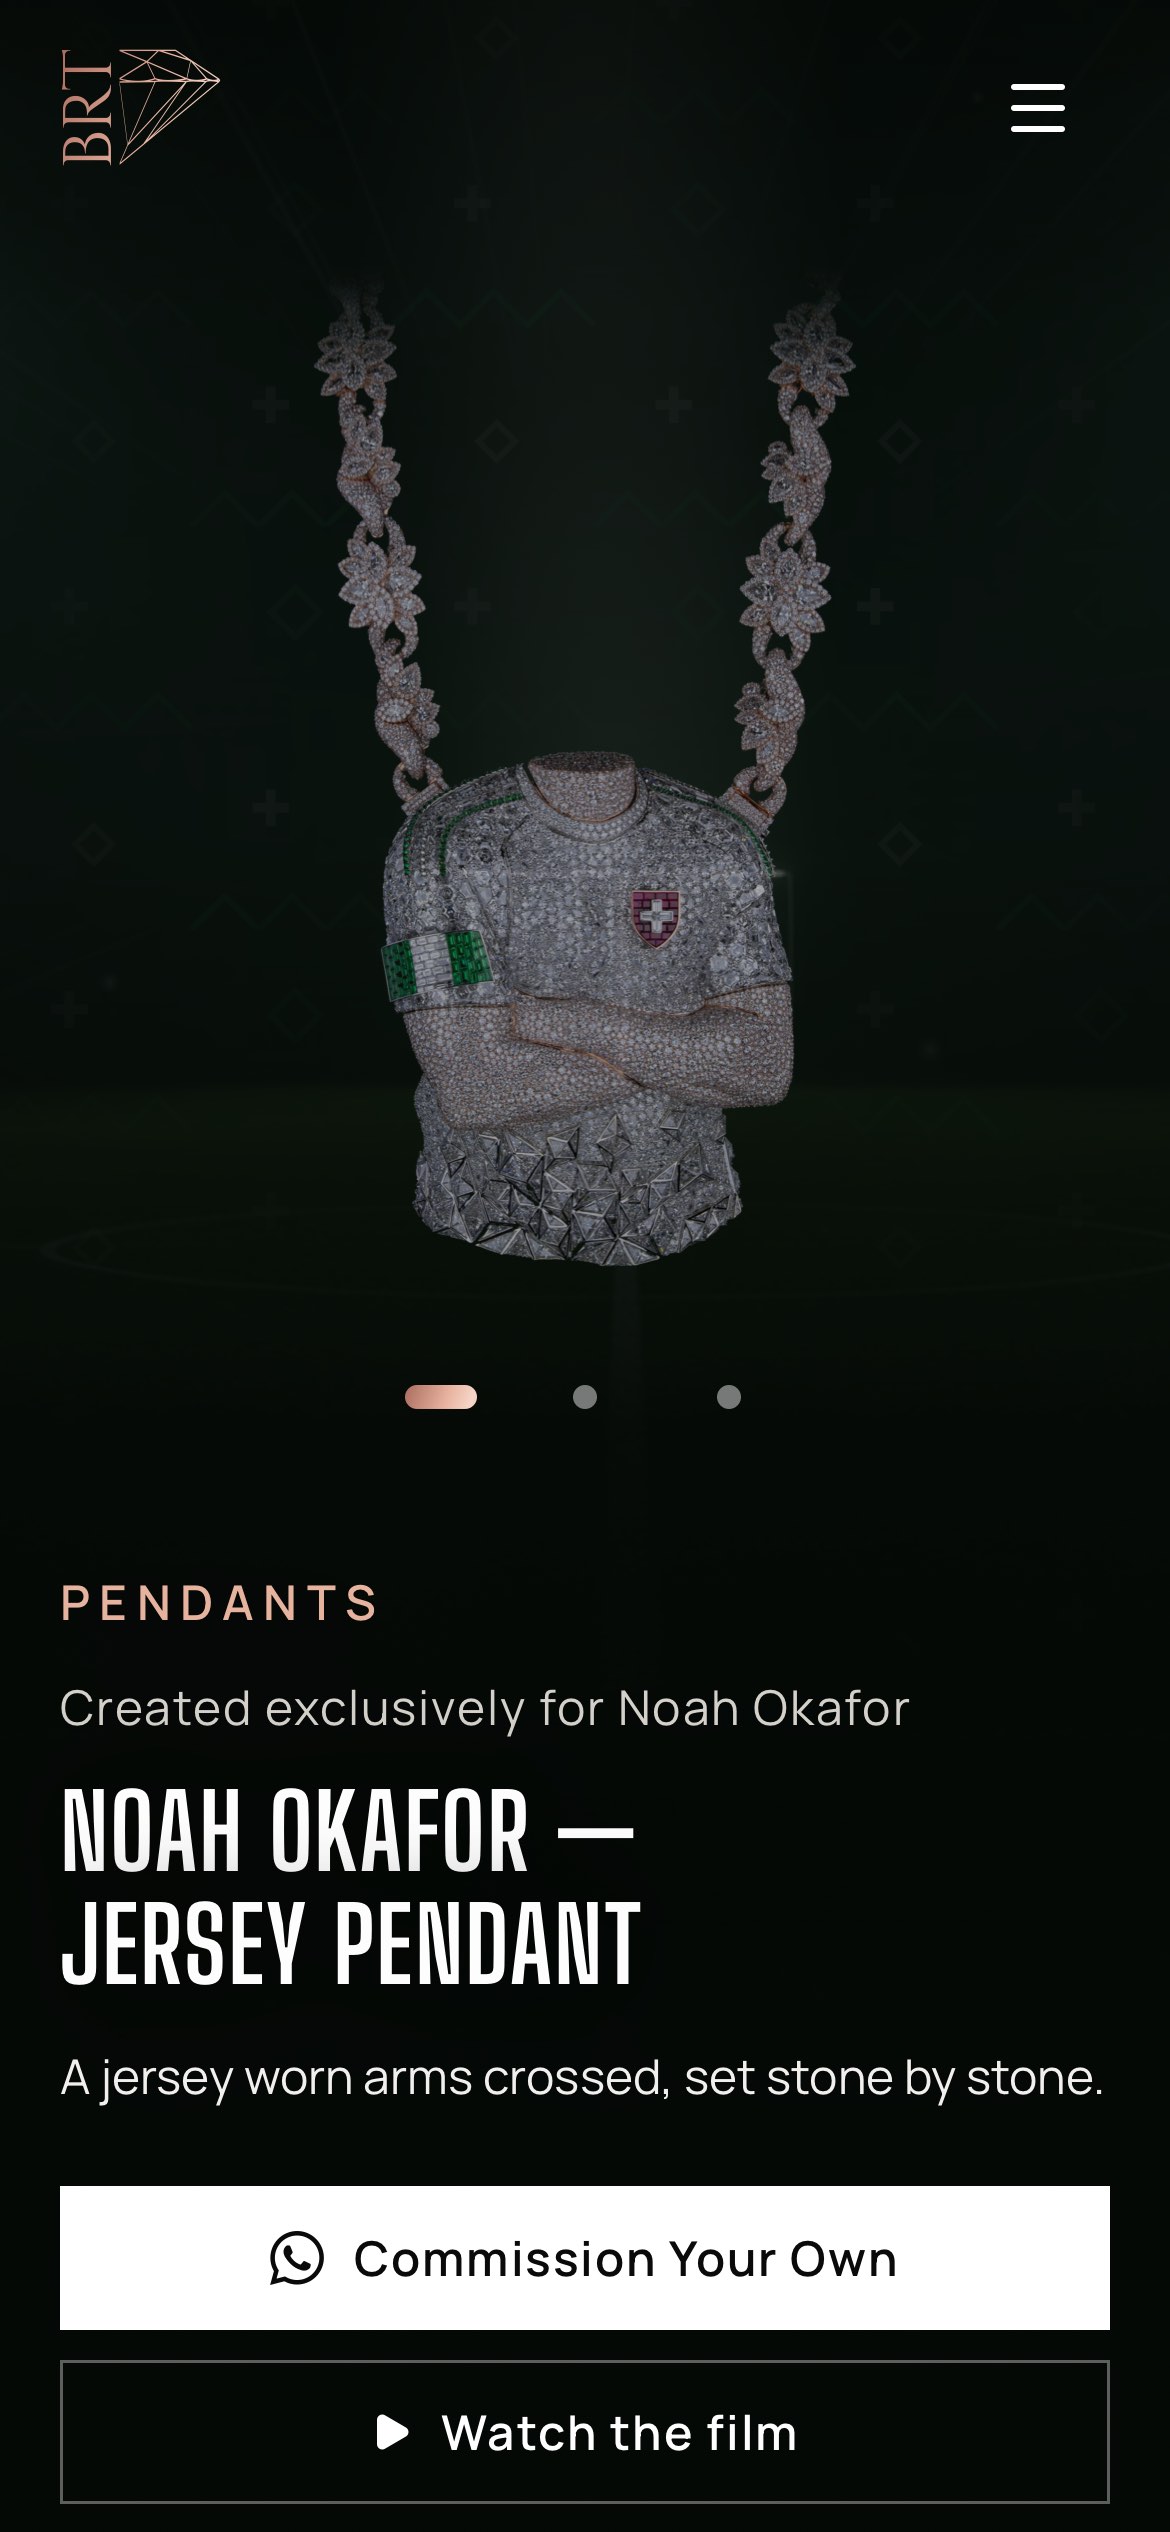 BRT
PENDANTS
Created exclusively for Noah Okafor
NOAH OKAFOR —
JERSEY PENDANT
A jersey worn arms crossed, set stone by stone.
Commission Your Own
Watch the film